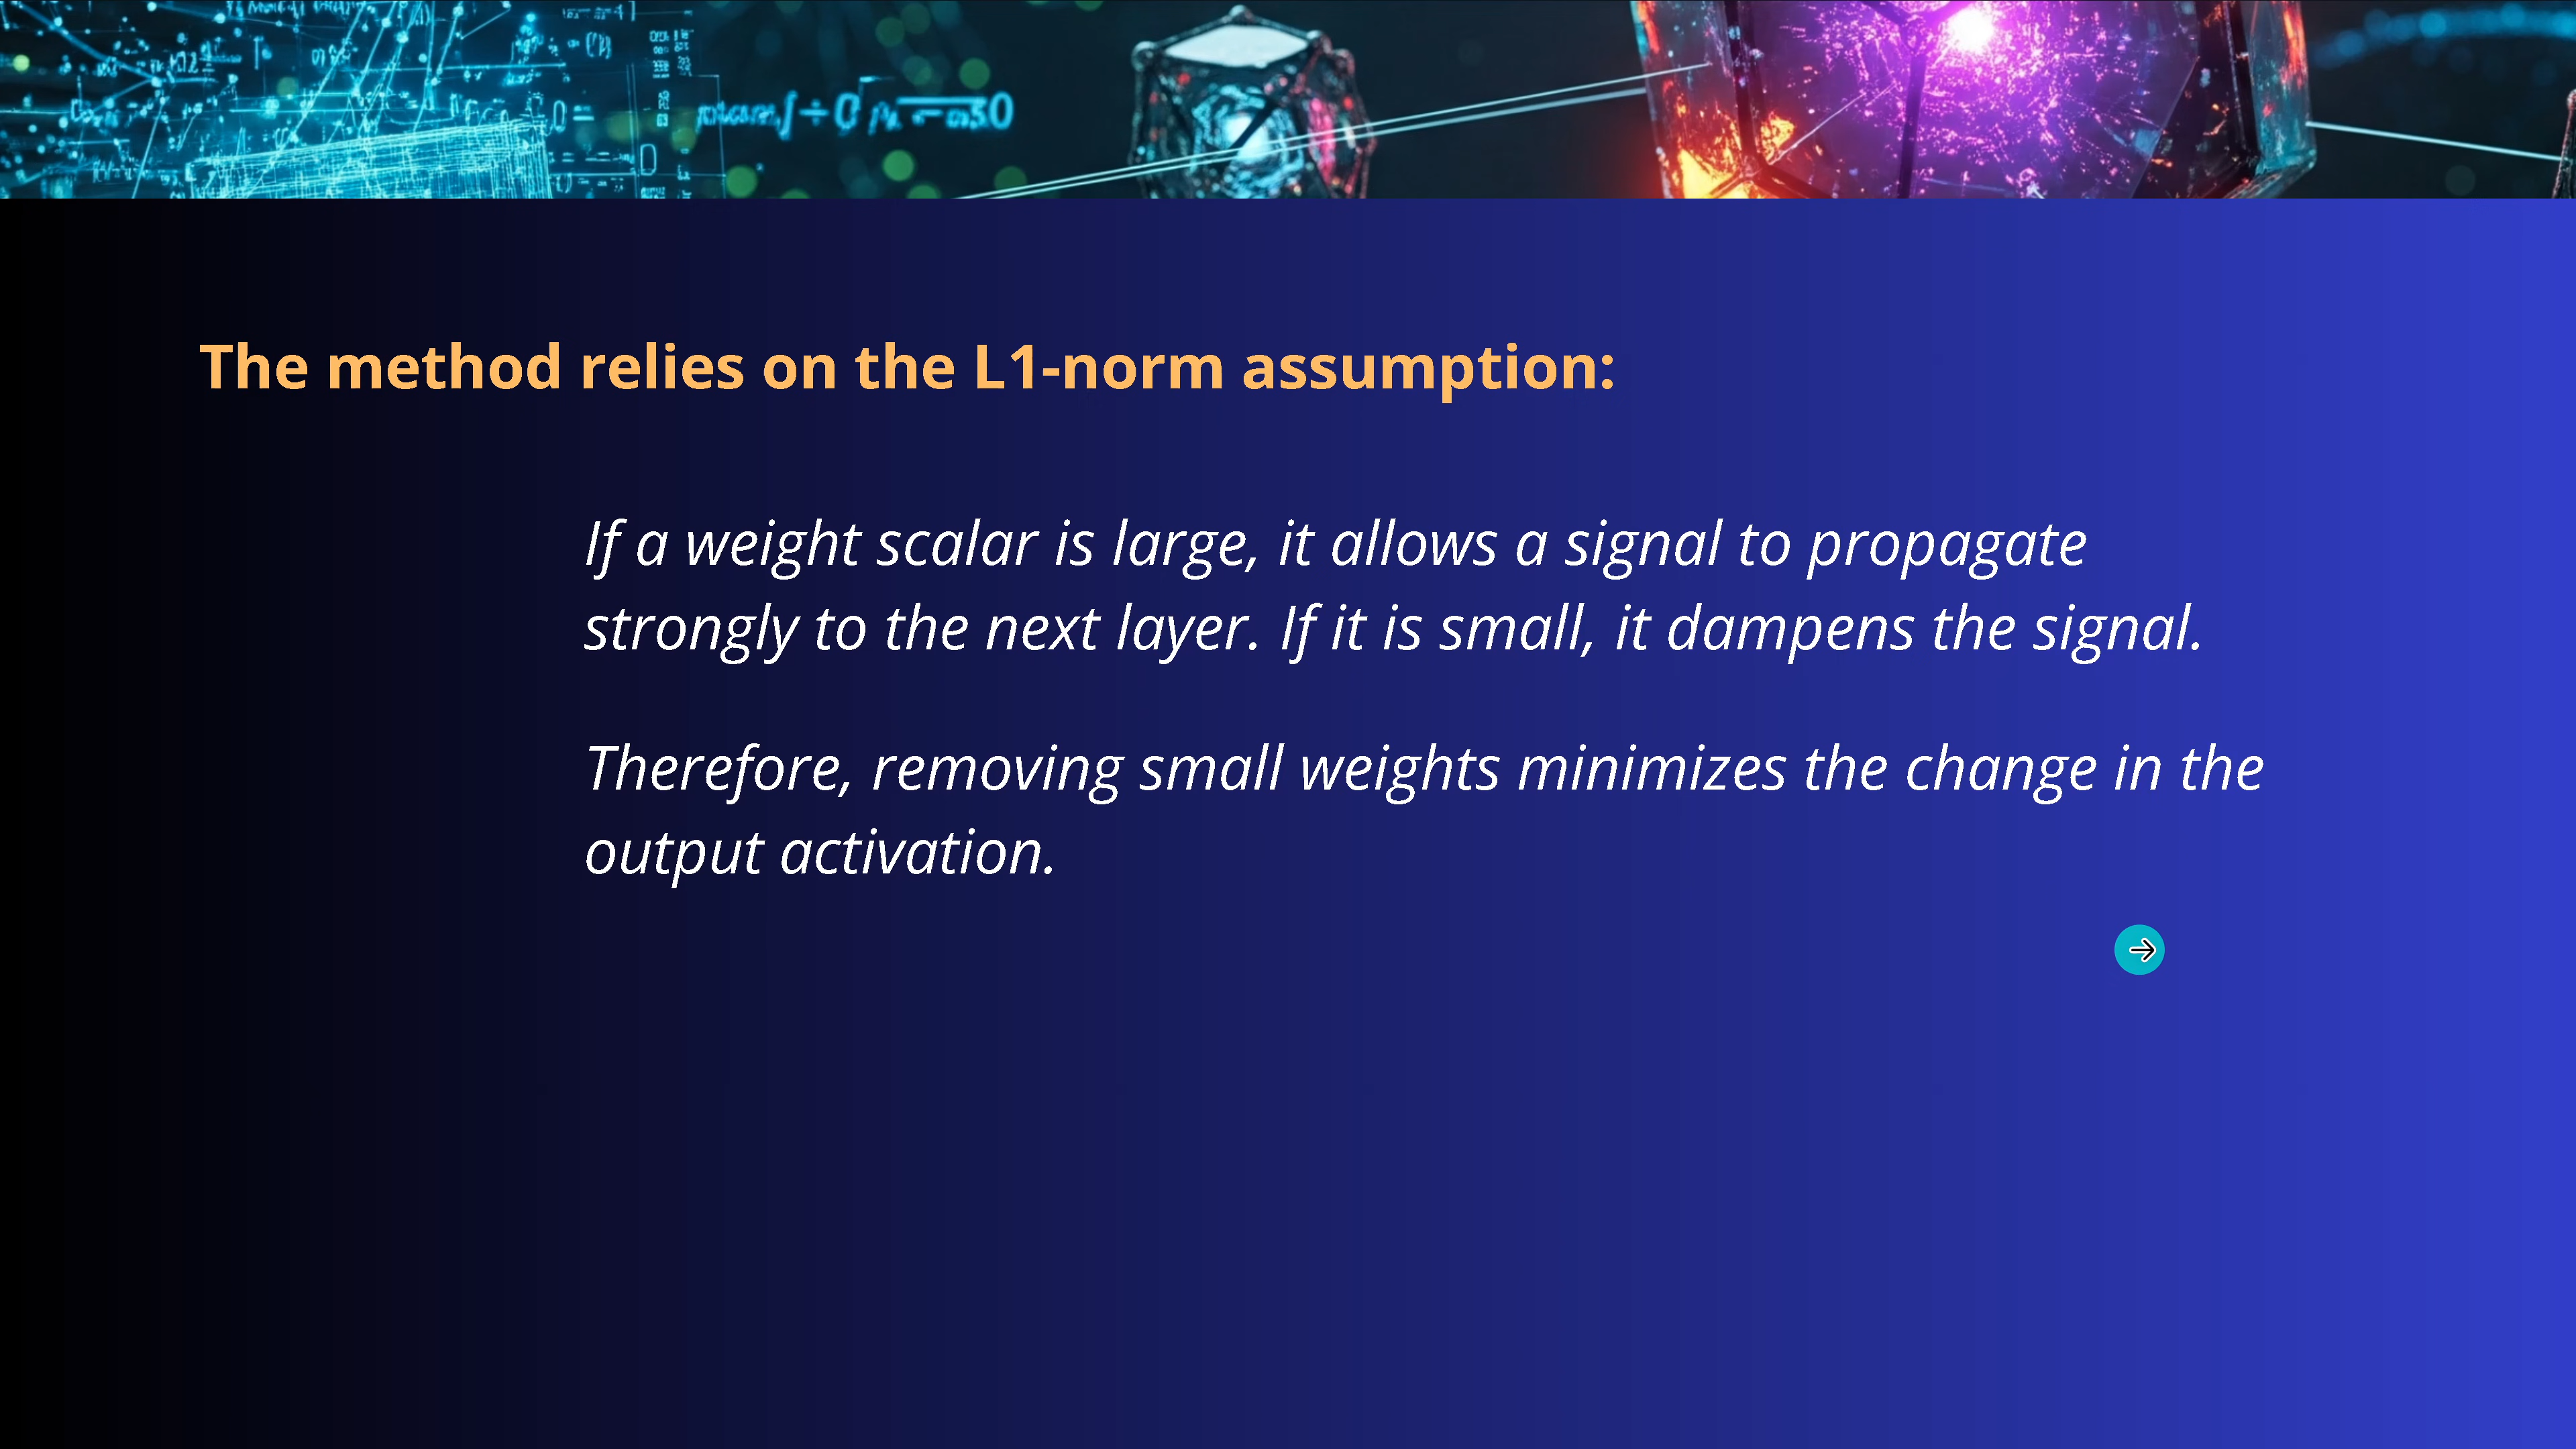 The method relies on the L1-norm assumption:
If a weight scalar is large, it allows a signal to propagate
strongly to the next layer. If it is small, it dampens the signal.
Therefore, removing small weights minimizes the change in the
output activation.